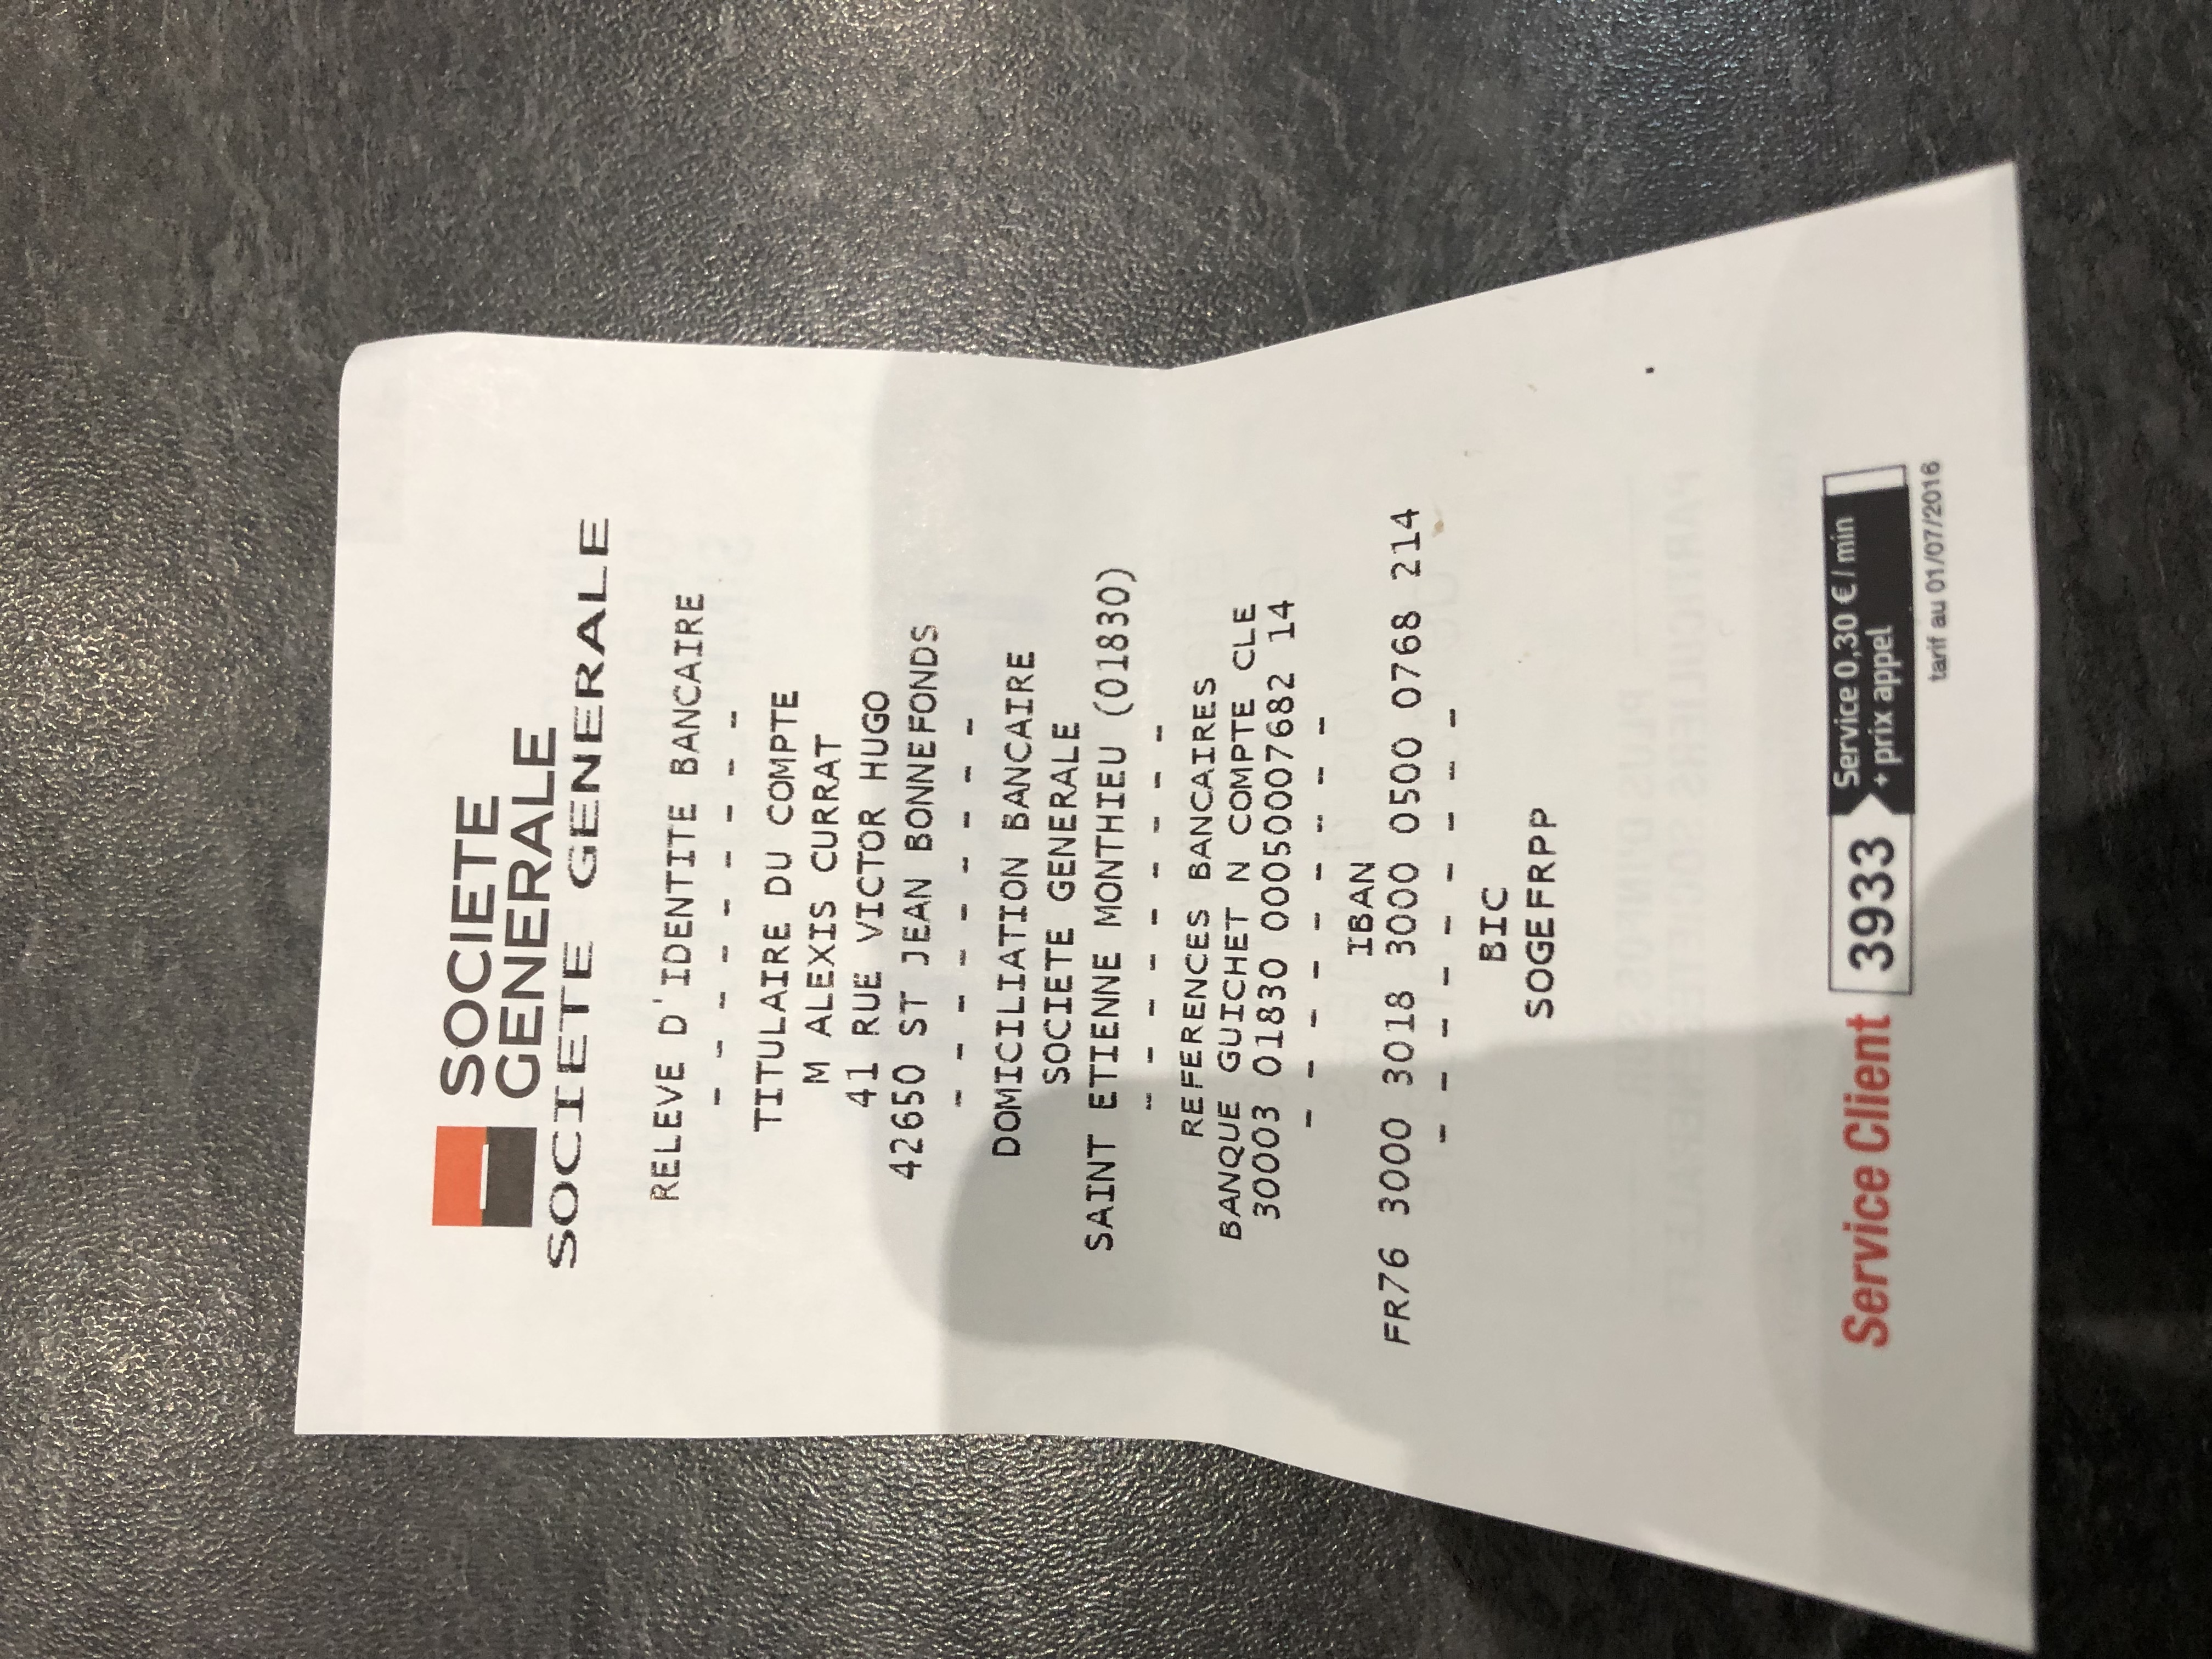 SOCIETE
GENERALE
SOCIETE GENERALE
RELEVE D'IDENTITE BANCAIRE
- - - - - - - - -
TITULAIRE DU COMPTE
M ALEXIS CURRAT
41 RUE VICTOR HUGO
42650 ST JEAN BONNEFONDS
- - - - - - - - -
DOMICILIATION BANCAIRE
SOCIETE GENERALE
SAINT ETIENNE MONTHIEU (01830)
- - - - - - - - -
REFERENCES BANCAIRES
BANQUE GUICHET N COMPTE CLE
30003 01830 00050007682 14
- - - - - - - - -
IBAN
FR76 3000 3018 3000 0500 0768 214
- - - - - - - - -
BIC
SOGEFRPP
Service Client 3933 Service 0,30 € / min
+ prix appel
tarif au 01/07/2016